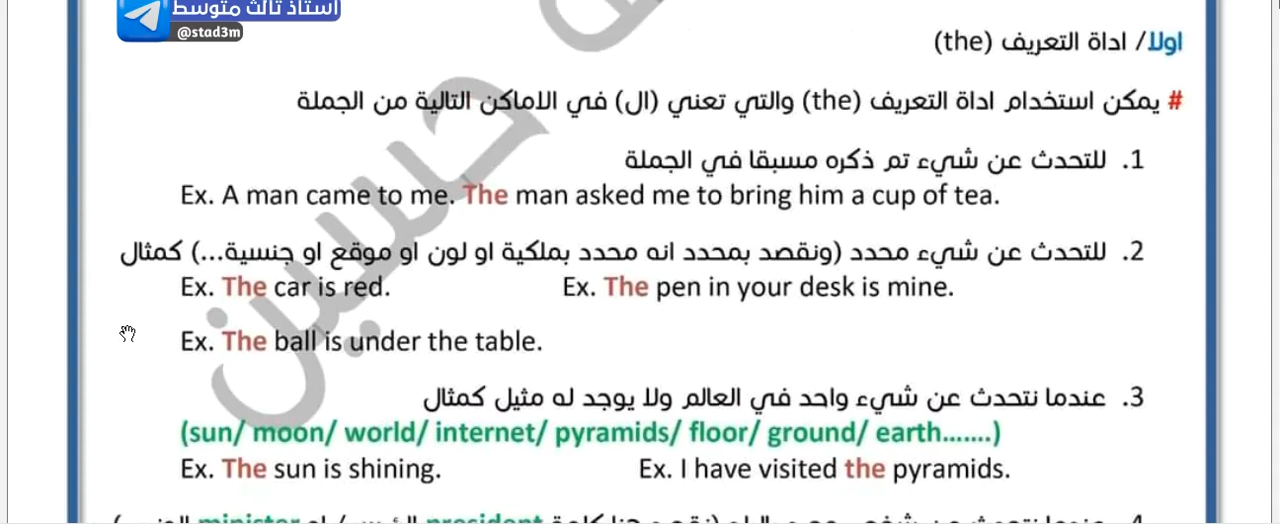 استاذ ثالث متوسط
@stad3m
اولا/ اداة التعريف (the)
# يمكن استخدام اداة التعريف (the) والتي تعني (ال) في الاماكن التالية من الجملة
1. للتحدث عن شيء تم ذكره مسبقا في الجملة
Ex. A man came to me. The man asked me to bring him a cup of tea.
2. للتحدث عن شيء محدد (ونقصد بمحدد انه محدد بملكية او لون او موقع او جنسية...) كمثال
Ex. The car is red. Ex. The pen in your desk is mine.
Ex. The ball is under the table.
3. عندما نتحدث عن شيء واحد في العالم ولا يوجد له مثيل كمثال
(sun/ moon/ world/ internet/ pyramids/ floor/ ground/ earth.......)
Ex. The sun is shining. Ex. I have visited the pyramids.
حسين